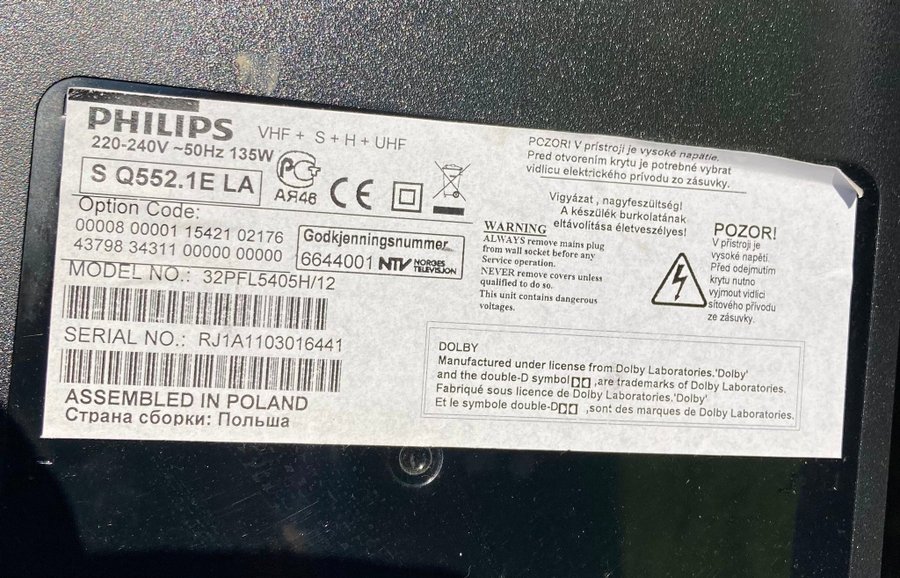 PHILIPS
VHF + S + H + UHF
220-240V ~50Hz 135W
S Q552.1E LA
АЯ46
CE
Option Code:
00008 00001 15421 02176
43798 34311 00000 00000
Godkjenningsnummer
6644001 NTV NORGES
TELEVISJON
MODEL NO.: 32PFL5405H/12
SERIAL NO.: RJ1A1103016441
ASSEMBLED IN POLAND
Страна сборки: Польша
POZOR! V prístroji je vysoké napätie.
Pred otvorením krytu je potrebné vybrat
vidlicu elektrického prívodu zo zásuvky.
Vigyázat, nagyfeszültség!
A készülék burkolatának
eltávolítása életveszélyes!
WARNING
ALWAYS remove mains plug
from wall socket before any
Service operation.
NEVER remove covers unless
qualified to do so.
This unit contains dangerous
voltages.
POZOR!
V přístroji je
vysoké napětí.
Před odejmutím
krytu nutno
vyjmout vidlici
síťového přívodu
ze zásuvky.
DOLBY
Manufactured under license from Dolby Laboratories.'Dolby'
and the double-D symbol ,are trademarks of Dolby Laboratories.
Fabriqué sous licence de Dolby Laboratories.'Dolby'
Et le symbole double-D ,sont des marques de Dolby Laboratories.